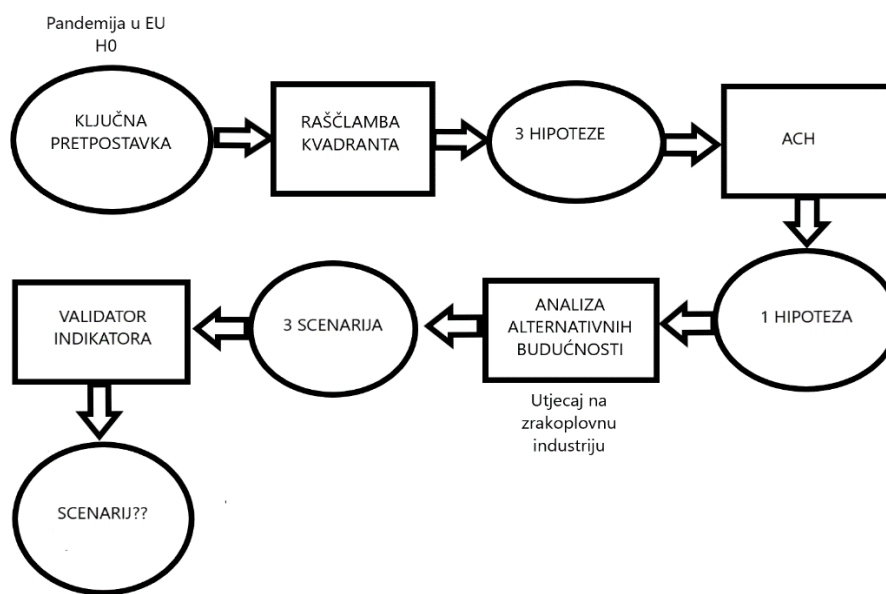 Pandemija u EU
H0
KLJUČNA
PRETPOSTAVKA
RAŠČLAMBA
KVADRANTA
3 HIPOTEZE
ACH
1 HIPOTEZA
ANALIZA
ALTERNATIVNIH
BUDUĆNOSTI
Utjecaj na
zrakoplovnu
industriju
3 SCENARIJA
VALIDATOR
INDIKATORA
SCENARIJ??